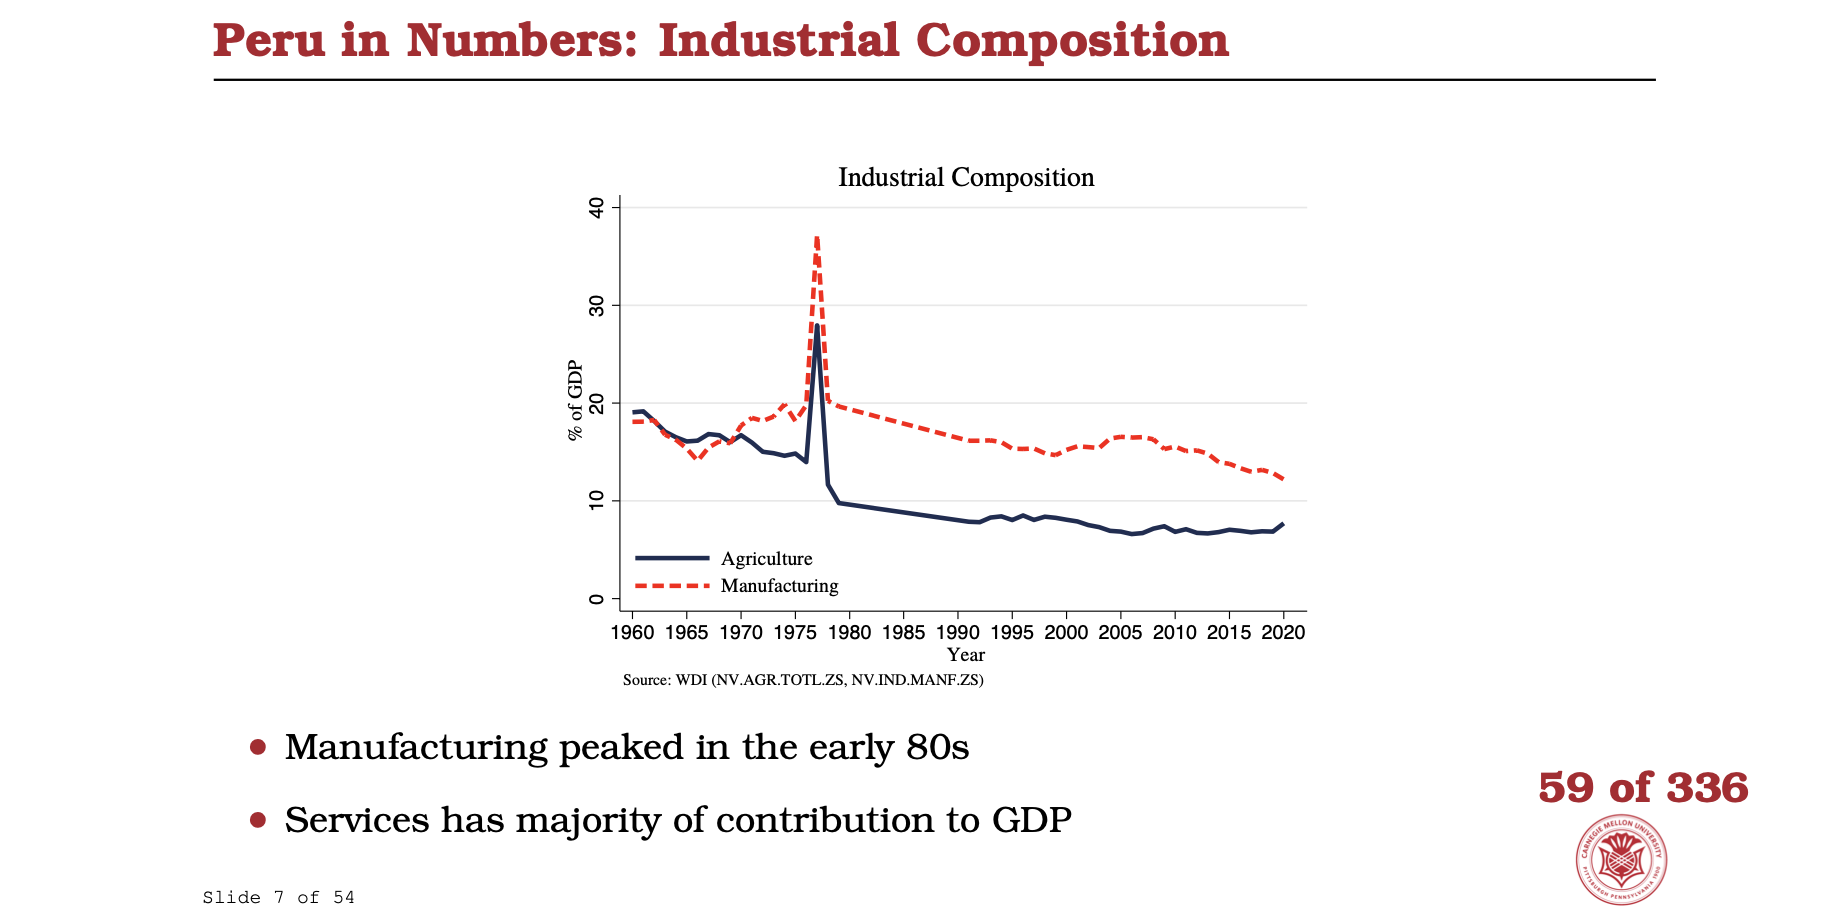 Peru in Numbers: Industrial Composition
Industrial Composition
% of GDP
40
30
20
10
0
Agriculture
Manufacturing
1960 1965 1970 1975 1980 1985 1990 1995 2000 2005 2010 2015 2020
Year
Source: WDI (NV.AGR.TOTL.ZS, NV.IND.MANF.ZS)
Manufacturing peaked in the early 80s
Services has majority of contribution to GDP
59 of 336
CARNEGIE MELLON UNIVERSITY
PITTSBURGH PENNSYLVANIA 1900
Slide 7 of 54